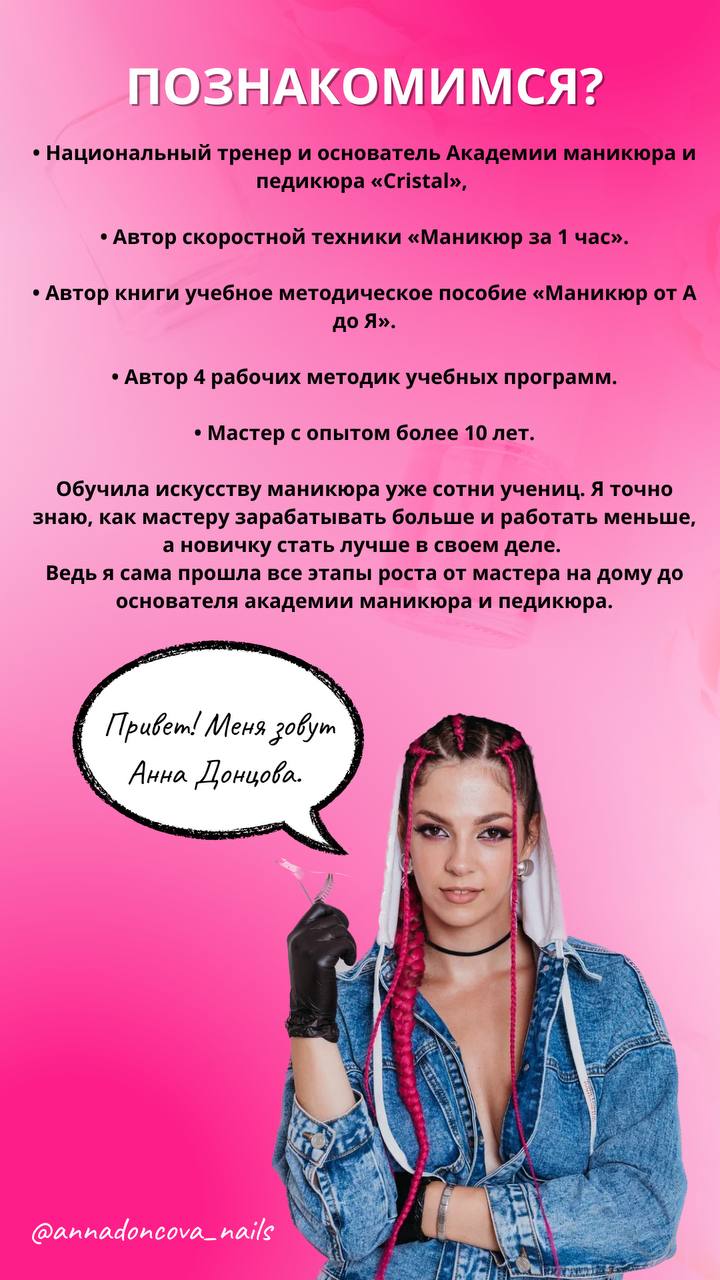 ПОЗНАКОМИМСЯ?
• Национальный тренер и основатель Академии маникюра и
педикюра «Cristal»,
• Автор скоростной техники «Маникюр за 1 час».
• Автор книги учебное методическое пособие «Маникюр от А
до Я».
• Автор 4 рабочих методик учебных программ.
• Мастер с опытом более 10 лет.
Обучила искусству маникюра уже сотни учениц. Я точно
знаю, как мастеру зарабатывать больше и работать меньше,
а новичку стать лучше в своем деле.
Ведь я сама прошла все этапы роста от мастера на дому до
основателя академии маникюра и педикюра.
Привет! Меня зовут
Анна Донцова.
@annadoncova_nails